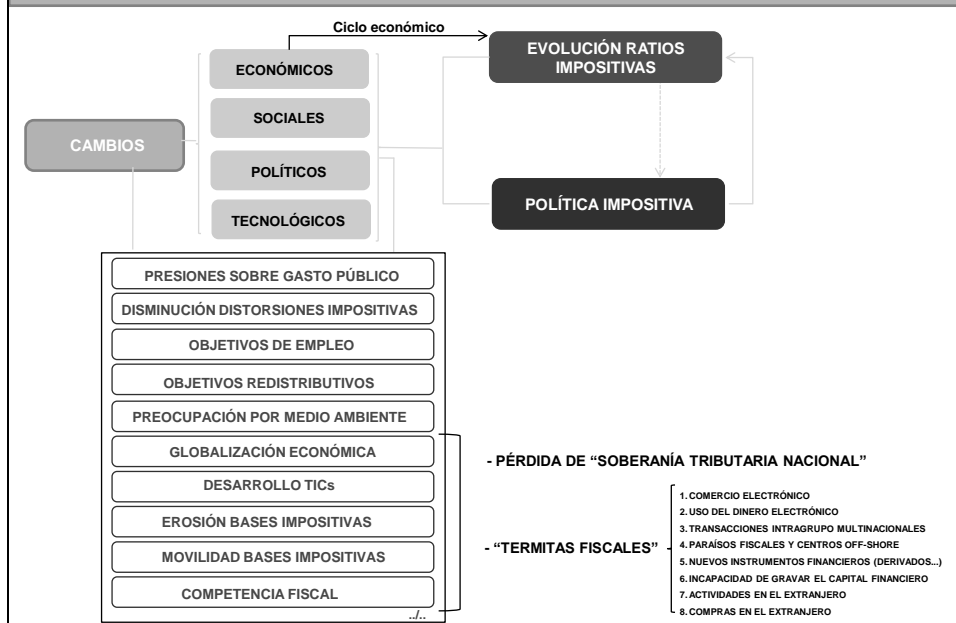 Ciclo económico
EVOLUCIÓN RATIOS
IMPOSITIVAS
ECONÓMICOS
SOCIALES
CAMBIOS
POLÍTICOS
TECNOLÓGICOS
POLÍTICA IMPOSITIVA
PRESIONES SOBRE GASTO PÚBLICO
DISMINUCIÓN DISTORSIONES IMPOSITIVAS
OBJETIVOS DE EMPLEO
OBJETIVOS REDISTRIBUTIVOS
PREOCUPACIÓN POR MEDIO AMBIENTE
GLOBALIZACIÓN ECONÓMICA
DESARROLLO TICs
EROSIÓN BASES IMPOSITIVAS
MOVILIDAD BASES IMPOSITIVAS
COMPETENCIA FISCAL
../..
- PÉRDIDA DE “SOBERANÍA TRIBUTARIA NACIONAL”
- “TERMITAS FISCALES”
1. COMERCIO ELECTRÓNICO
2. USO DEL DINERO ELECTRÓNICO
3. TRANSACCIONES INTRAGRUPO MULTINACIONALES
4. PARAÍSOS FISCALES Y CENTROS OFF-SHORE
5. NUEVOS INSTRUMENTOS FINANCIEROS (DERIVADOS...)
6. INCAPACIDAD DE GRAVAR EL CAPITAL FINANCIERO
7. ACTIVIDADES EN EL EXTRANJERO
8. COMPRAS EN EL EXTRANJERO